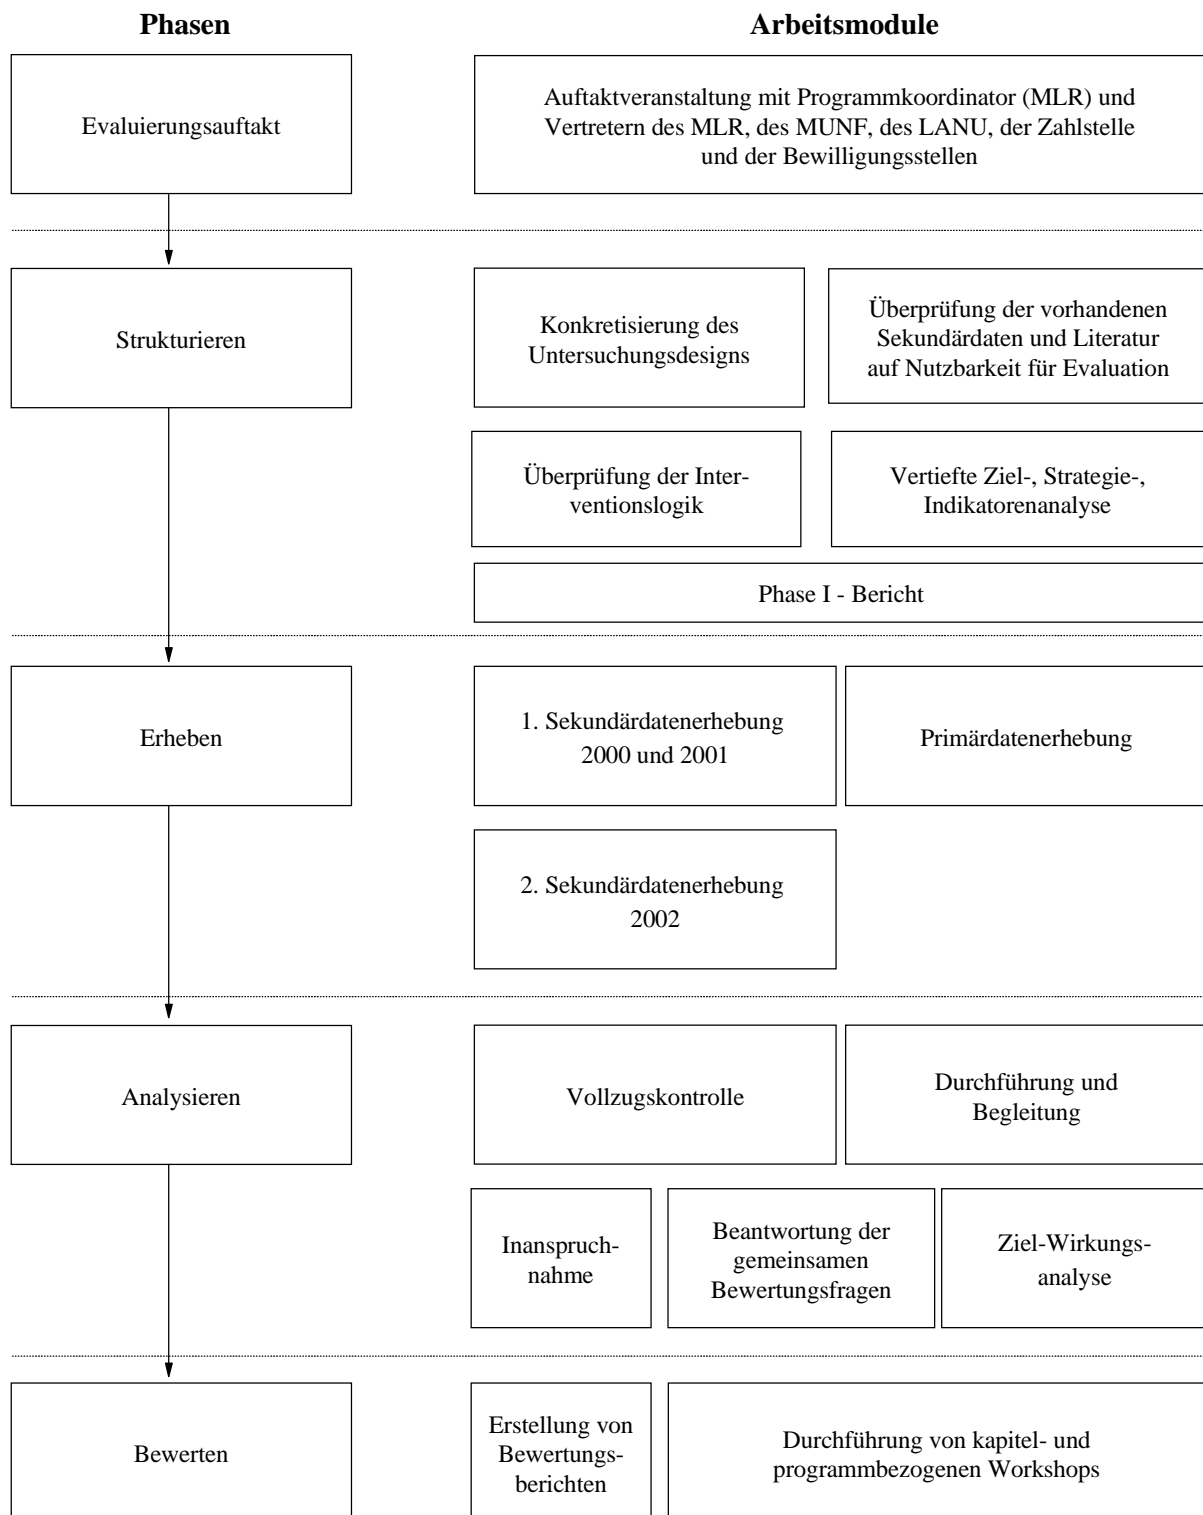 Phasen
Arbeitsmodule
Evaluierungsauftakt
Auftaktveranstaltung mit Programmkoordinator (MLR) und
Vertretern des MLR, des MUNF, des LANU, der Zahlstelle
und der Bewilligungsstellen
Strukturieren
Konkretisierung des
Untersuchungsdesigns
Überprüfung der vorhandenen
Sekundärdaten und Literatur
auf Nutzbarkeit für Evaluation
Überprüfung der Inter-
ventionslogik
Vertiefte Ziel-, Strategie-,
Indikatorenanalyse
Phase I - Bericht
Erheben
1. Sekundärdatenerhebung
2000 und 2001
Primärdatenerhebung
2. Sekundärdatenerhebung
2002
Analysieren
Vollzugskontrolle
Durchführung und
Begleitung
Inanspruch-
nahme
Beantwortung der
gemeinsamen
Bewertungsfragen
Ziel-Wirkungs-
analyse
Bewerten
Erstellung von
Bewertungs-
berichten
Durchführung von kapitel- und
programmbezogenen Workshops